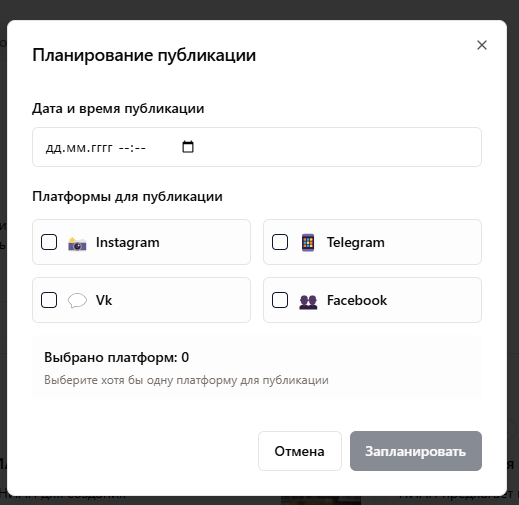 Планирование публикации
Дата и время публикации
дд.мм.гггг --:--
Платформы для публикации
Instagram
Telegram
Vk
Facebook
Выбрано платформ: 0
Выберите хотя бы одну платформу для публикации
Отмена
Запланировать